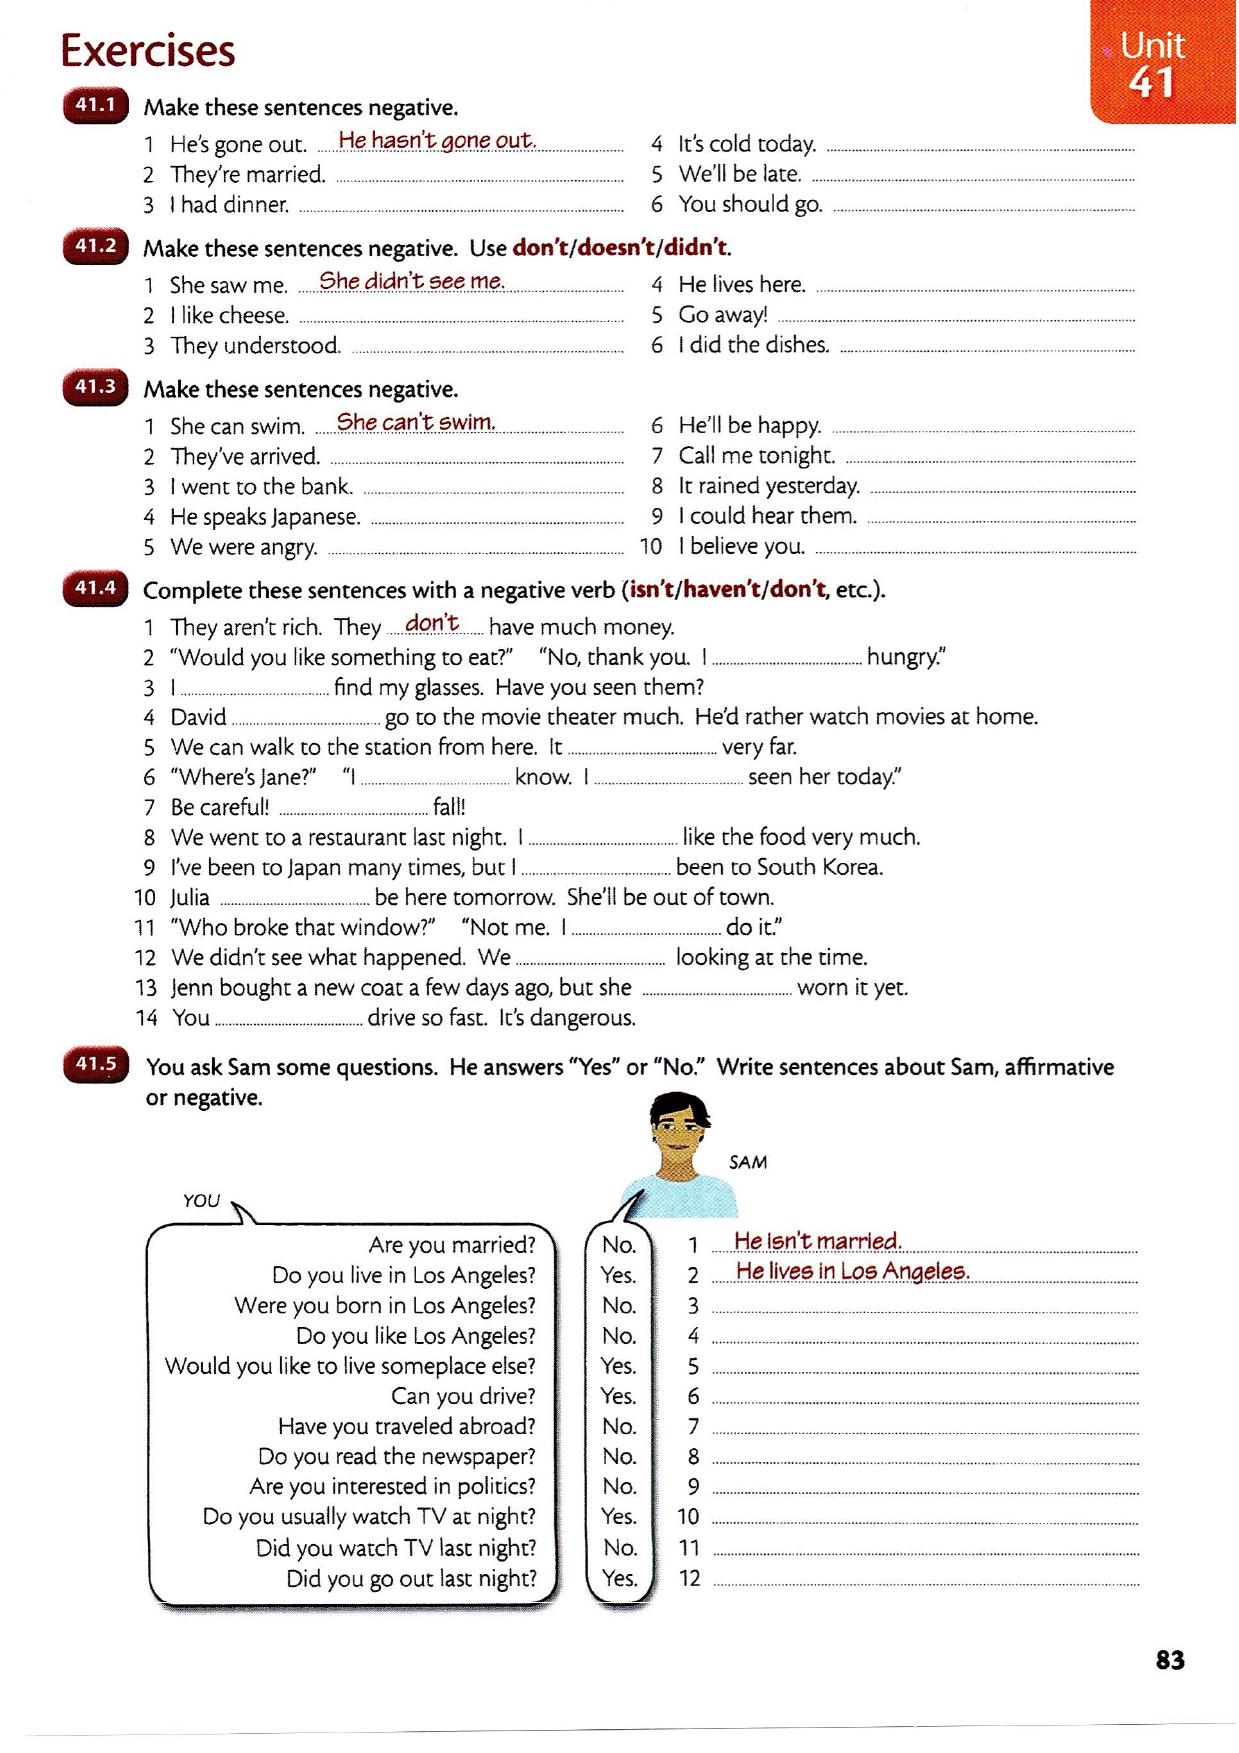 Exercises
Unit
41
41.1 Make these sentences negative.
1 He's gone out. He hasn't gone out.
2 They're married.
3 I had dinner.
4 It's cold today.
5 We'll be late.
6 You should go.
41.2 Make these sentences negative. Use don't/doesn't/didn't.
1 She saw me. She didn't see me.
2 I like cheese.
3 They understood.
4 He lives here.
5 Go away!
6 I did the dishes.
41.3 Make these sentences negative.
1 She can swim. She can't swim.
2 They've arrived.
3 I went to the bank.
4 He speaks Japanese.
5 We were angry.
6 He'll be happy.
7 Call me tonight.
8 It rained yesterday.
9 I could hear them.
10 I believe you.
41.4 Complete these sentences with a negative verb (isn't/haven't/don't, etc.).
1 They aren't rich. They don't have much money.
2 "Would you like something to eat?" "No, thank you. I hungry."
3 I find my glasses. Have you seen them?
4 David go to the movie theater much. He'd rather watch movies at home.
5 We can walk to the station from here. It very far.
6 "Where's Jane?" "I know. I seen her today."
7 Be careful! fall!
8 We went to a restaurant last night. I like the food very much.
9 I've been to Japan many times, but I been to South Korea.
10 Julia be here tomorrow. She'll be out of town.
11 "Who broke that window?" "Not me. I do it."
12 We didn't see what happened. We looking at the time.
13 Jenn bought a new coat a few days ago, but she worn it yet.
14 You drive so fast. It's dangerous.
41.5 You ask Sam some questions. He answers "Yes" or "No." Write sentences about Sam, affirmative
or negative.
SAM
YOU
Are you married? No. 1 He isn't married.
Do you live in Los Angeles? Yes. 2 He lives in Los Angeles.
Were you born in Los Angeles? No. 3
Do you like Los Angeles? No. 4
Would you like to live someplace else? Yes. 5
Can you drive? Yes. 6
Have you traveled abroad? No. 7
Do you read the newspaper? No. 8
Are you interested in politics? No. 9
Do you usually watch TV at night? Yes. 10
Did you watch TV last night? No. 11
Did you go out last night? Yes. 12
83